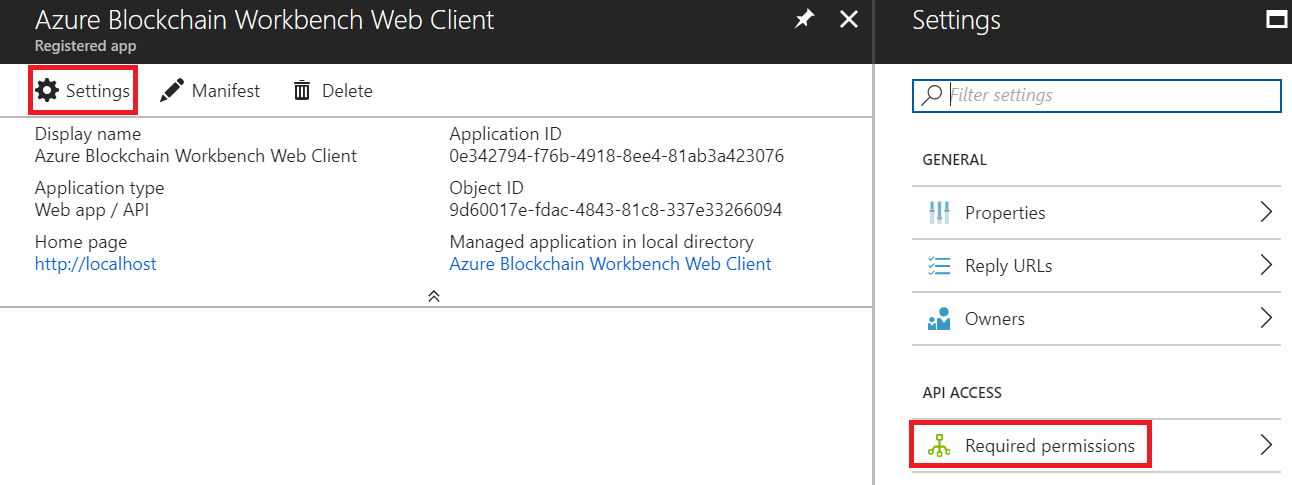 Azure Blockchain Workbench Web Client
Registered app
Settings
Manifest
Delete
Display name
Azure Blockchain Workbench Web Client
Application ID
0e342794-f76b-4918-8ee4-81ab3a423076
Application type
Web app / API
Object ID
9d60017e-fdac-4843-81c8-337e33266094
Home page
http://localhost
Managed application in local directory
Azure Blockchain Workbench Web Client
Settings
Filter settings
GENERAL
Properties
Reply URLs
Owners
API ACCESS
Required permissions